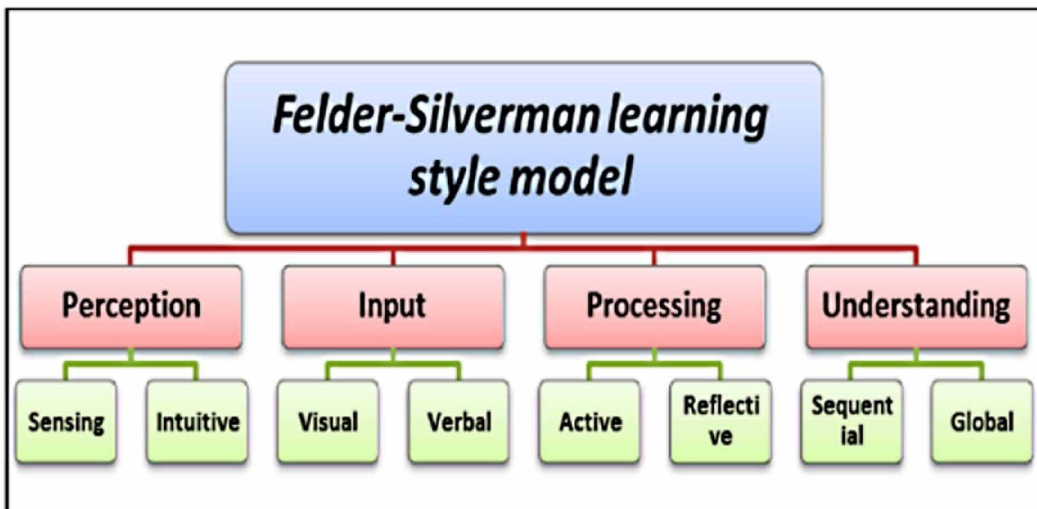 Felder-Silverman learning
style model
Perception
Input
Processing
Understanding
Sensing
Intuitive
Visual
Verbal
Active
Reflecti
ve
Sequent
ial
Global